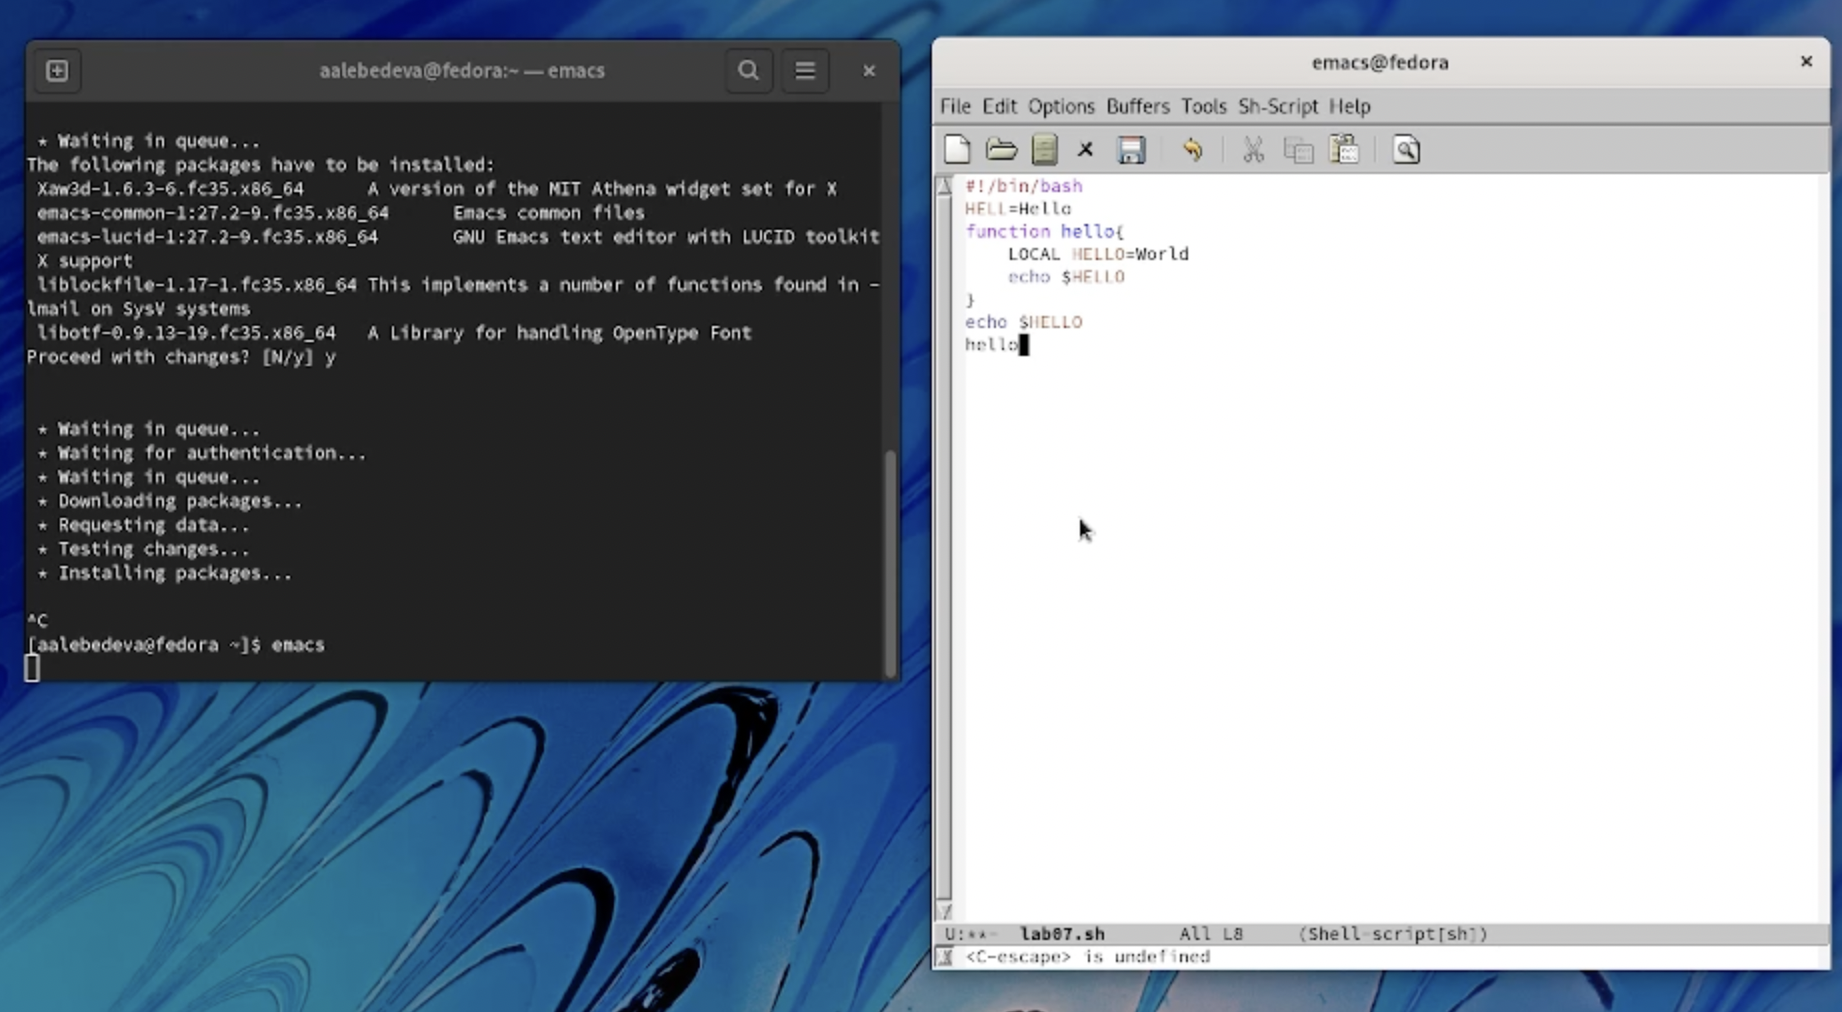 aalebedeva@fedora:~ — emacs
* Waiting in queue...
The following packages have to be installed:
Xaw3d-1.6.3-6.fc35.x86_64      A version of the MIT Athena widget set for X
emacs-common-1:27.2-9.fc35.x86_64      Emacs common files
emacs-lucid-1:27.2-9.fc35.x86_64       GNU Emacs text editor with LUCID toolkit
X support
liblockfile-1.17-1.fc35.x86_64 This implements a number of functions found in -
lmail on SysV systems
libotf-0.9.13-19.fc35.x86_64   A Library for handling OpenType Font
Proceed with changes? [N/y] y
* Waiting in queue...
* Waiting for authentication...
* Waiting in queue...
* Downloading packages...
* Requesting data...
* Testing changes...
* Installing packages...
^C
[aalebedeva@fedora ~]$ emacs
emacs@fedora
File Edit Options Buffers Tools Sh-Script Help
#!/bin/bash
HELL=Hello
function hello{
    LOCAL HELLO=World
    echo $HELLO
}
echo $HELLO
hello
U:**-  lab07.sh       All L8     (Shell-script[sh])
<C-escape> is undefined